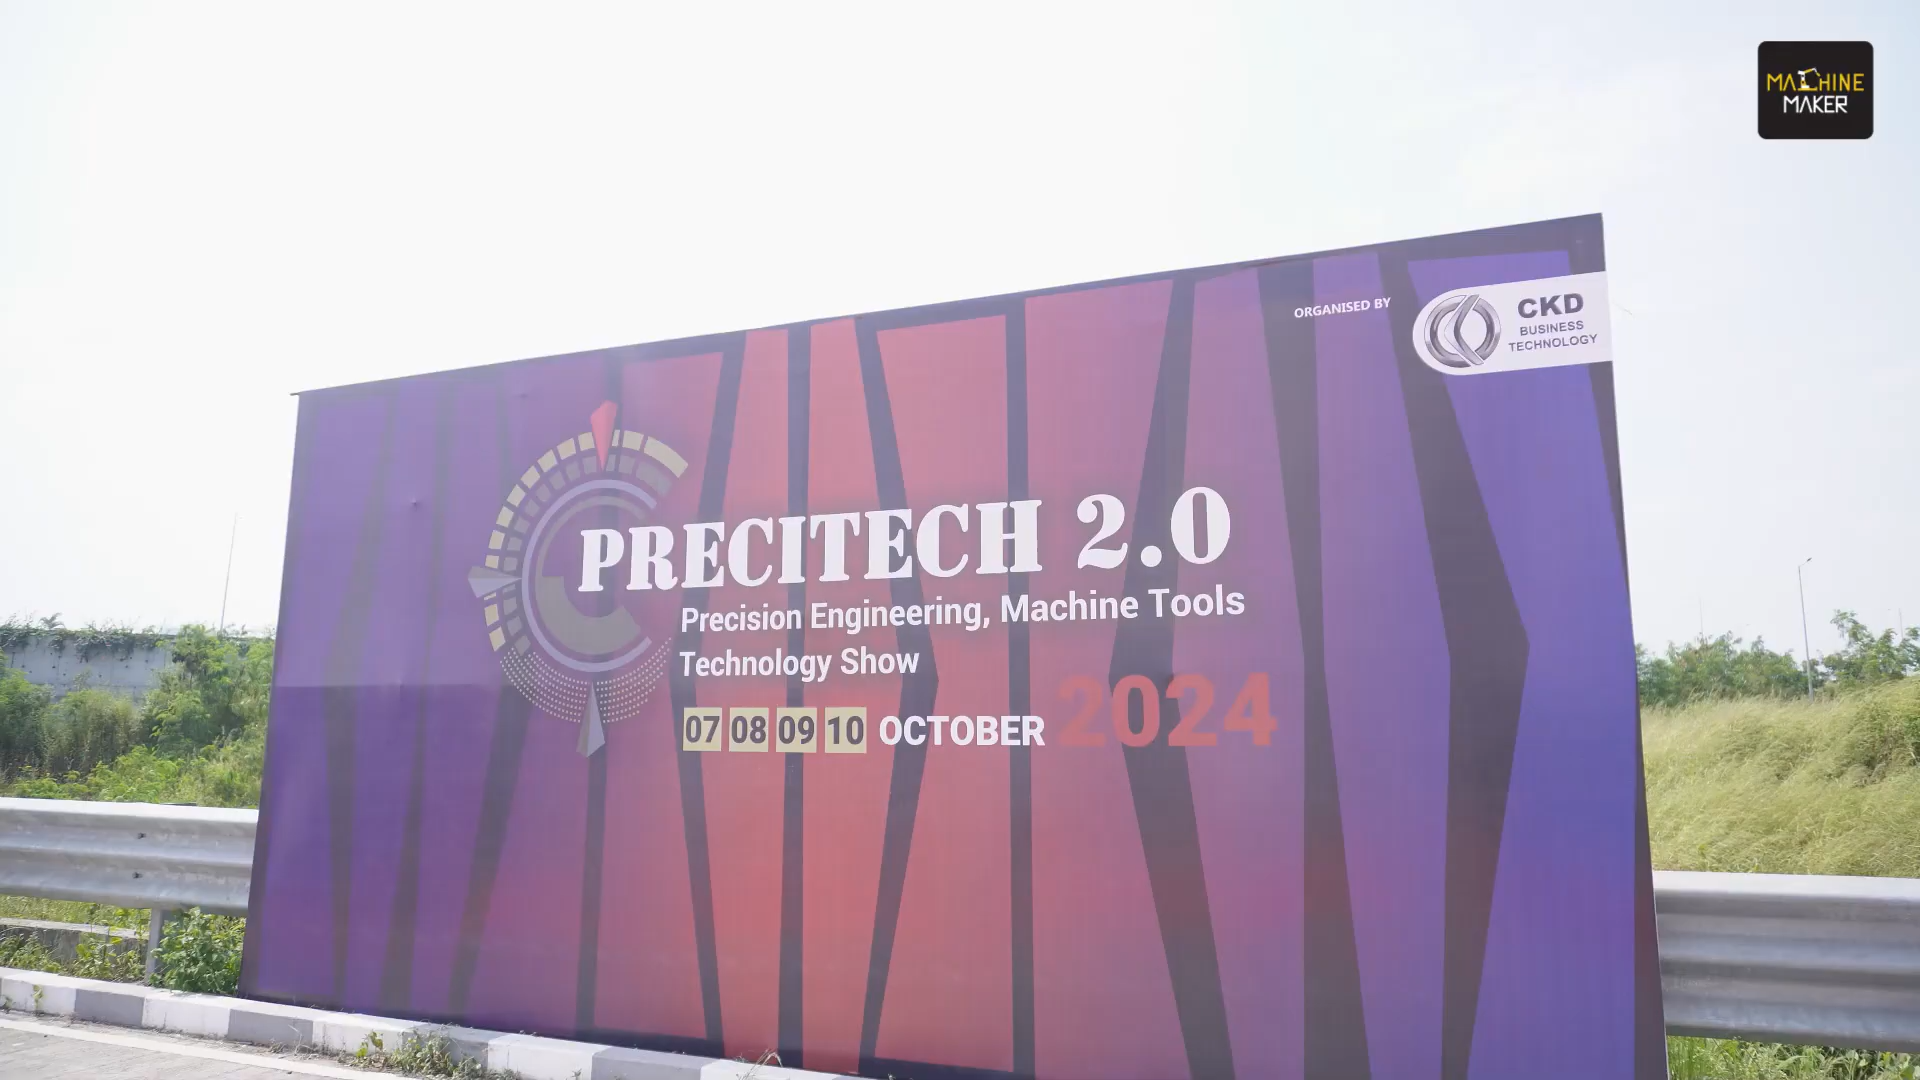 MACHINE
MAKER
ORGANISED BY
CKD
BUSINESS
TECHNOLOGY
PRECITECH 2.0
Precision Engineering, Machine Tools
Technology Show
07 08 09 10 OCTOBER 2024